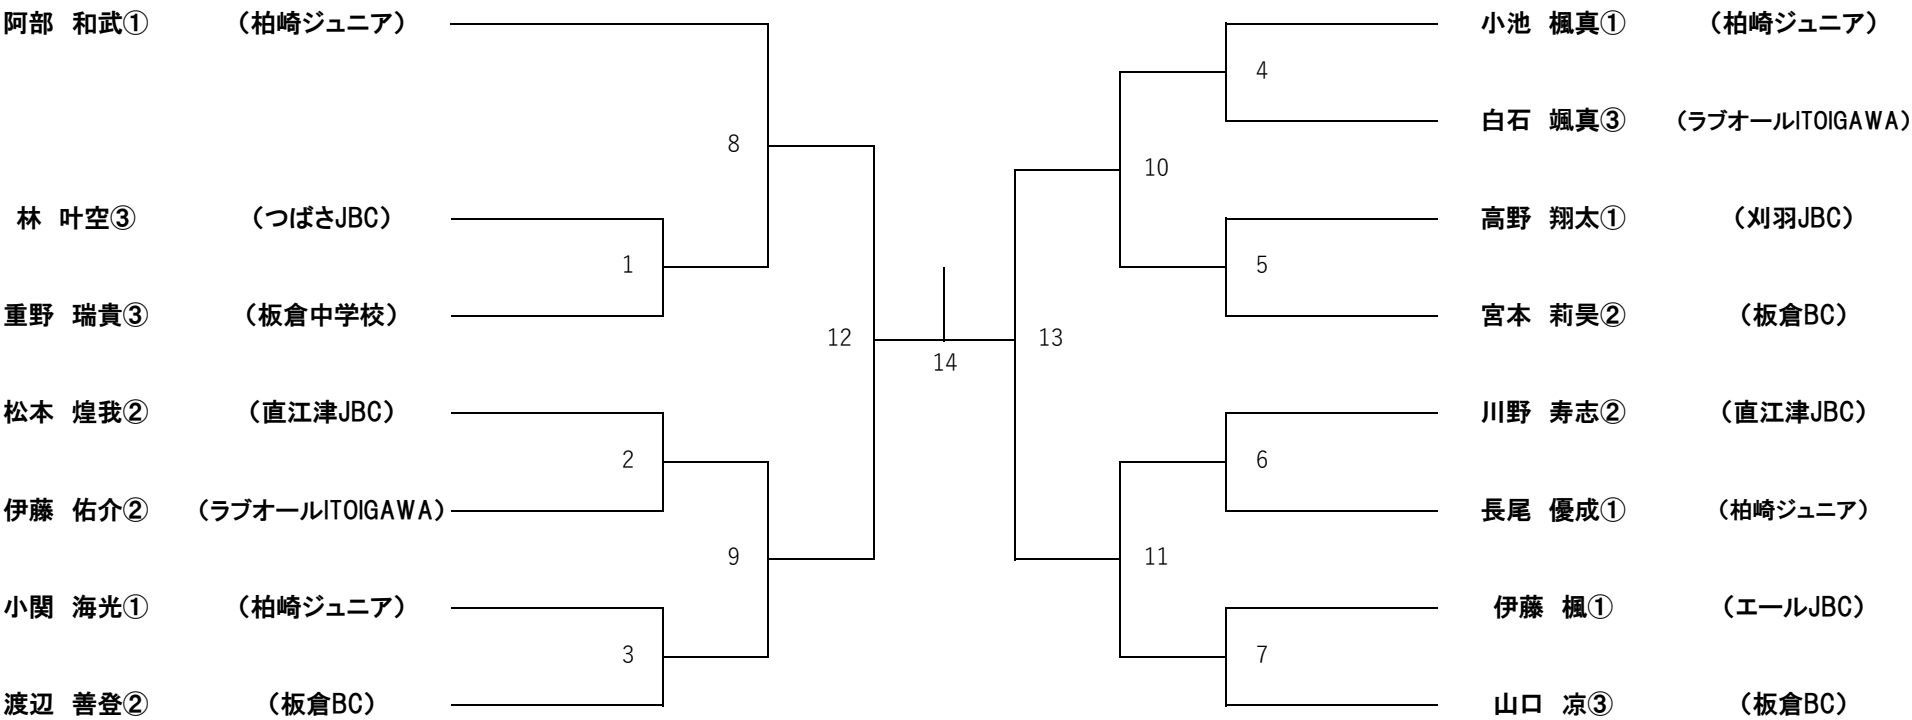 阿部 和武① （柏崎ジュニア）
8
林 叶空③ （つばさJBC）
1
重野 瑞貴③ （板倉中学校）
12
松本 煌我② （直江津JBC）
2
伊藤 佑介② （ラブオールITOIGAWA）
9
小関 海光① （柏崎ジュニア）
3
渡辺 善登② （板倉BC）
14
小池 楓真① （柏崎ジュニア）
4
白石 颯真③ （ラブオールITOIGAWA）
10
高野 翔太① （刈羽JBC）
5
宮本 莉昊② （板倉BC）
13
川野 寿志② （直江津JBC）
6
長尾 優成① （柏崎ジュニア）
11
伊藤 楓① （エールJBC）
7
山口 凉③ （板倉BC）